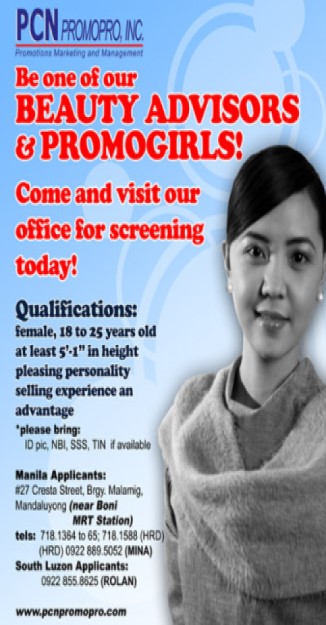 PCN PROMOPRO, INC.
Promotions Marketing and Management
Be one of our
BEAUTY ADVISORS
& PROMOGIRLS!
Come and visit our
office for screening
today!
Qualifications:
female, 18 to 25 years old
at least 5'-1" in height
pleasing personality
selling experience an
advantage
*please bring:
ID pic, NBI, SSS, TIN if available
Manila Applicants:
#27 Cresta Street, Brgy. Malamig,
Mandaluyong (near Boni
MRT Station)
tels: 718.1364 to 65; 718.1588 (HRD)
(HRD) 0922 889.5052 (MINA)
South Luzon Applicants:
0922 855.8625 (ROLAN)
www.pcnpromopro.com